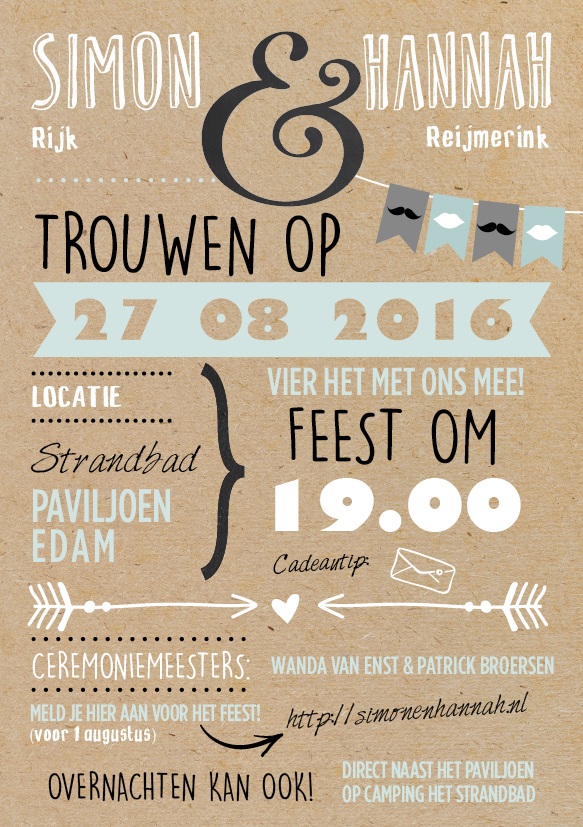 SIMON & HANNAH
Rijk Reijmerink
TROUWEN OP
27 08 2016
LOCATIE
Strandbad
PAVILJOEN
EDAM
VIER HET MET ONS MEE!
FEEST OM
19.00
Cadeautip:
CEREMONIEMEESTERS: WANDA VAN ENST & PATRICK BROERSEN
MELD JE HIER AAN VOOR HET FEEST!
(voor 1 augustus)
http://simonenhannah.nl
OVERNACHTEN KAN OOK!
DIRECT NAAST HET PAVILJOEN
OP CAMPING HET STRANDBAD